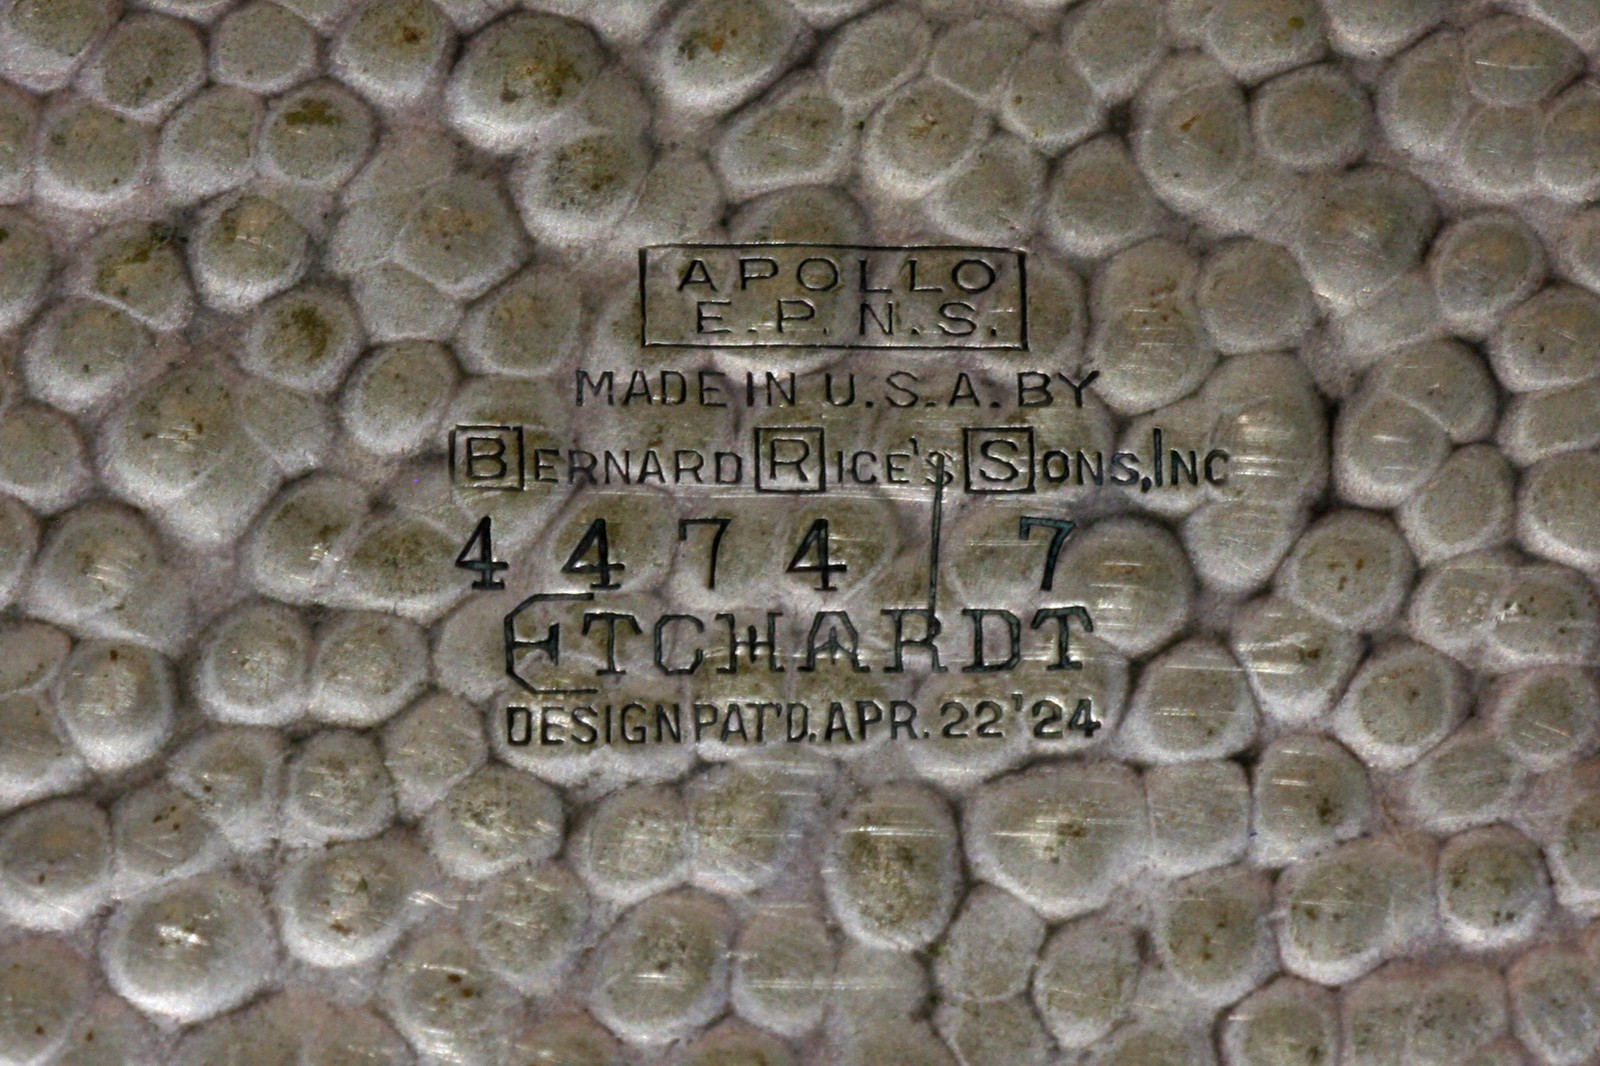 APOLLO
E.P.N.S.
MADE IN U.S.A. BY
BERNARD RICE'S SONS, INC
4474 7
ETCHARDT
DESIGN PAT'D. APR. 22 '24